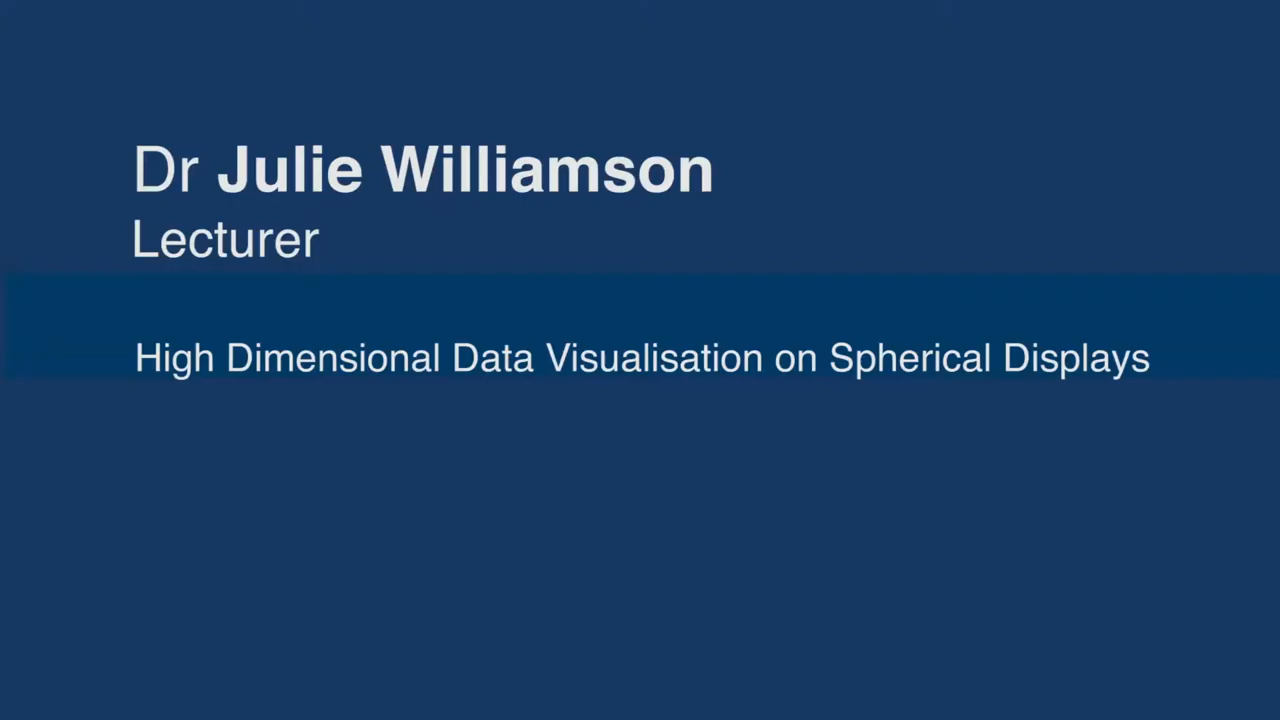 Dr Julie Williamson
Lecturer
High Dimensional Data Visualisation on Spherical Displays